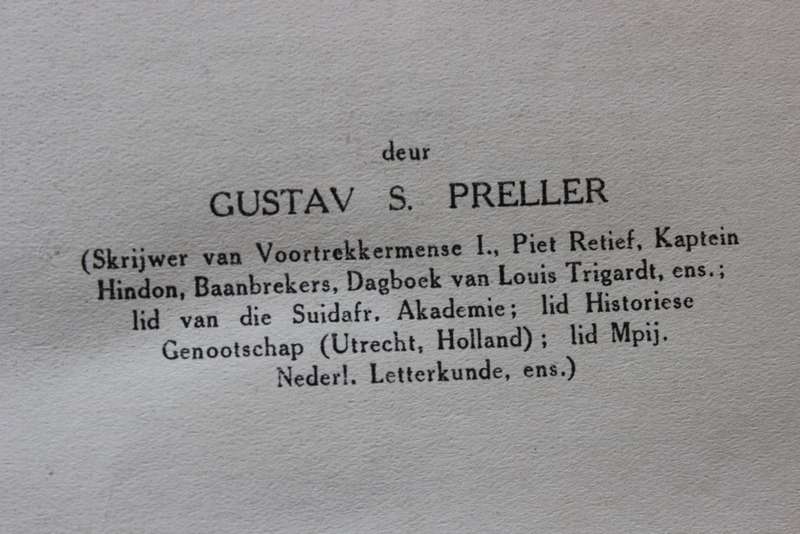 deur
GUSTAV S. PRELLER
(Skrijwer van Voortrekkermense I., Piet Retief, Kaptein
Hindon, Baanbrekers, Dagboek van Louis Trigardt, ens.;
lid van die Suidafr. Akademie; lid Historiese
Genootschap (Utrecht, Holland); lid Mpij.
Nederl. Letterkunde, ens.)